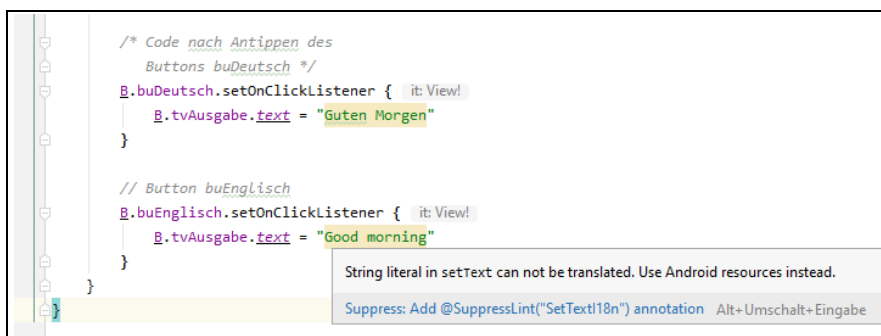 /* Code nach Antippen des
Buttons buDeutsch */
B.buDeutsch.setOnClickListener { it: View!
B.tvAusgabe.text = "Guten Morgen"
}
// Button buEnglisch
B.buEnglisch.setOnClickListener { it: View!
B.tvAusgabe.text = "Good morning"
}
}
}
String literal in setText can not be translated. Use Android resources instead.
Suppress: Add @SuppressLint("SetTextI18n") annotation Alt+Umschalt+Eingabe